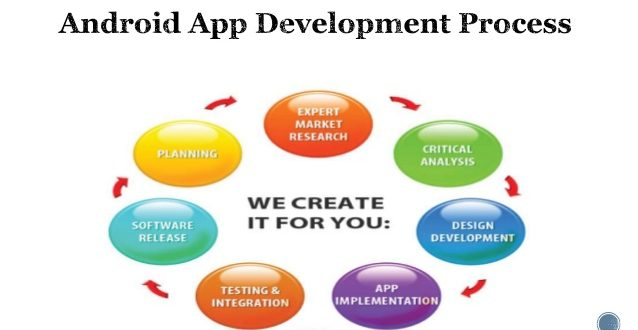 Android App Development Process
EXPERT
MARKET
RESEARCH
PLANNING
CRITICAL
ANALYSIS
WE CREATE
IT FOR YOU:
SOFTWARE
RELEASE
DESIGN
DEVELOPMENT
TESTING &
INTEGRATION
APP
IMPLEMENTATION